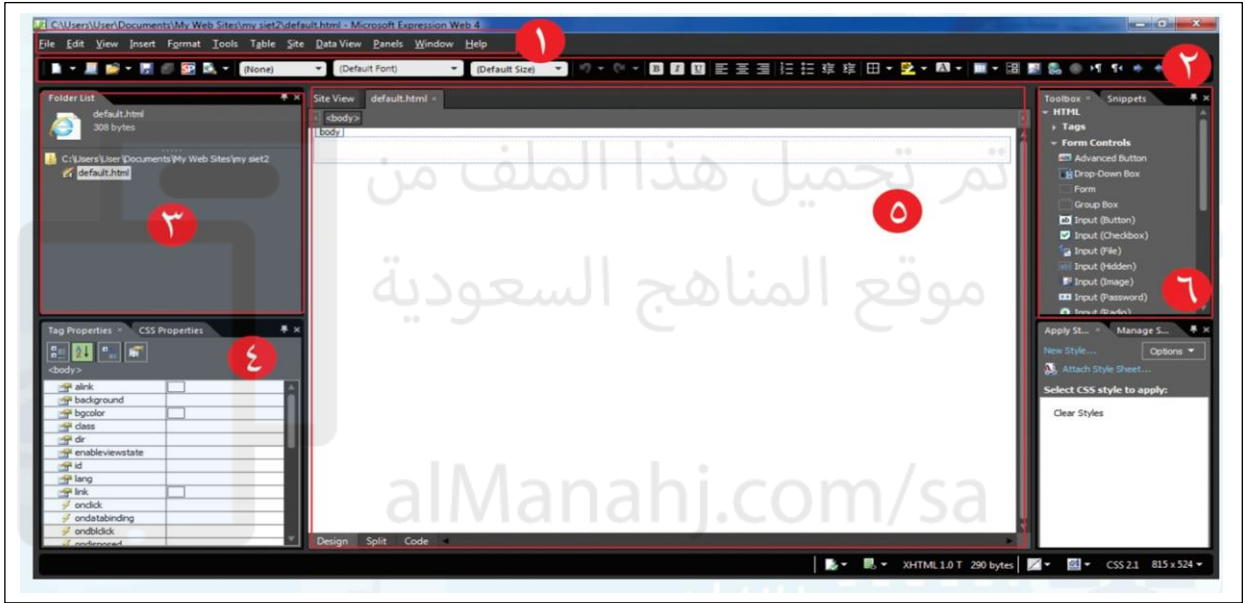 C:\Users\User\Documents\My Web Sites\my siet2\default.html - Microsoft Expression Web 4
File Edit View Insert Format Tools Table Site Data View Panels Window Help
١
(None) (Default Font) (Default Size) B I U A
٢
Folder List
default.html
308 bytes
C:\Users\User\Documents\My Web Sites\my siet2
default.html
٣
Tag Properties × CSS Properties
٤
<body>
alink
background
bgcolor
class
dir
enableviewstate
id
lang
link
onclick
ondatabinding
ondblclick
ondisposed
Site View default.html ×
<body>
body
تم تحميل هذا الملف من
٥
موقع المناهج السعودية
alManahj.com/sa
Design Split Code
Toolbox × Snippets
HTML
Tags
Form Controls
Advanced Button
Drop-Down Box
Form
Group Box
Input (Button)
Input (Checkbox)
Input (File)
Input (Hidden)
Input (Image)
Input (Password)
Input (Radio)
٦
Apply St... × Manage S...
New Style... Options
Attach Style Sheet...
Select CSS style to apply:
Clear Styles
XHTML 1.0 T 290 bytes CSS 2.1 815 x 524